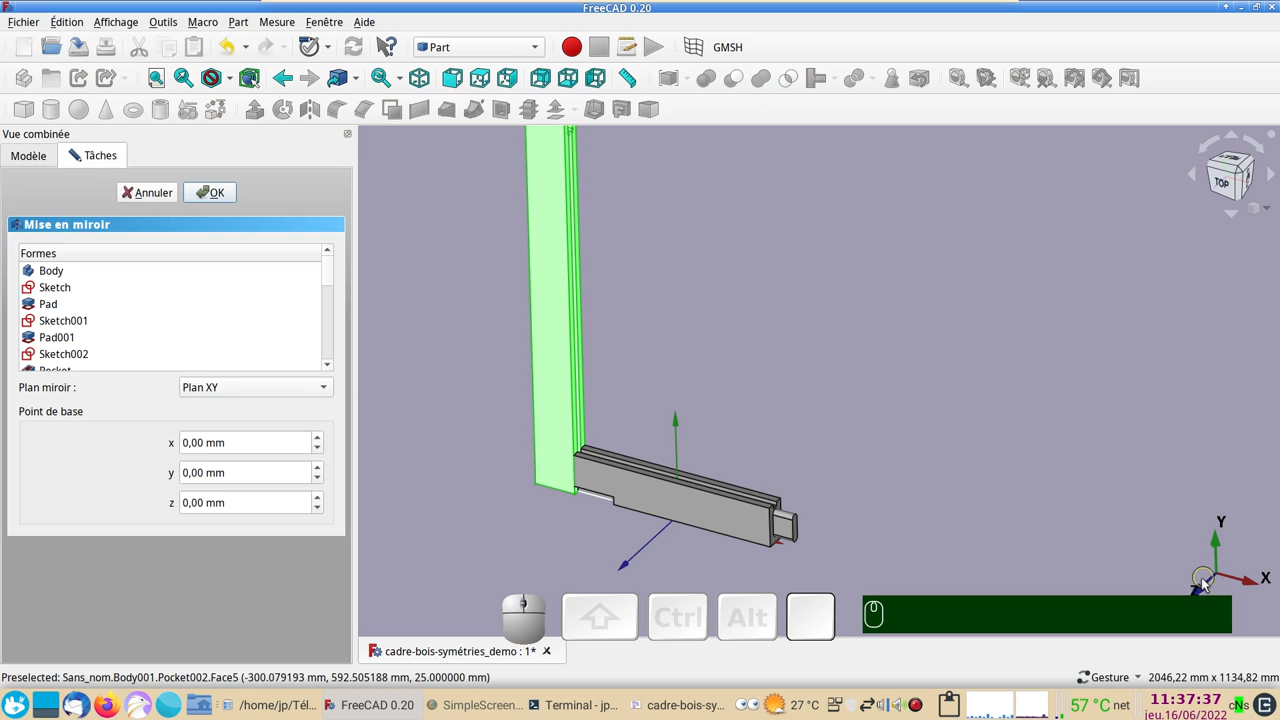 FreeCAD 0.20
Fichier Édition Affichage Outils Macro Part Mesure Fenêtre Aide
Part
GMSH
Vue combinée
Modèle Tâches
Annuler OK
Mise en miroir
Formes
Body
Sketch
Pad
Sketch001
Pad001
Sketch002
Plan miroir : Plan XY
Point de base
x 0,00 mm
y 0,00 mm
z 0,00 mm
TOP
Y
X
Z
Ctrl Alt
cadre-bois-symétries_demo : 1*
Preselected: Sans_nom.Body001.Pocket002.Face5 (-300.079193 mm, 592.505189 mm, 25.000000 mm)
Gesture 2046,22 mm x 1134,82 mm
/home/jp/Tél... FreeCAD 0.20 SimpleScreen... Terminal - jp... cadre-bois-sy... 27 °C 57 °C net 11:37:37
jeu.16/06/2022